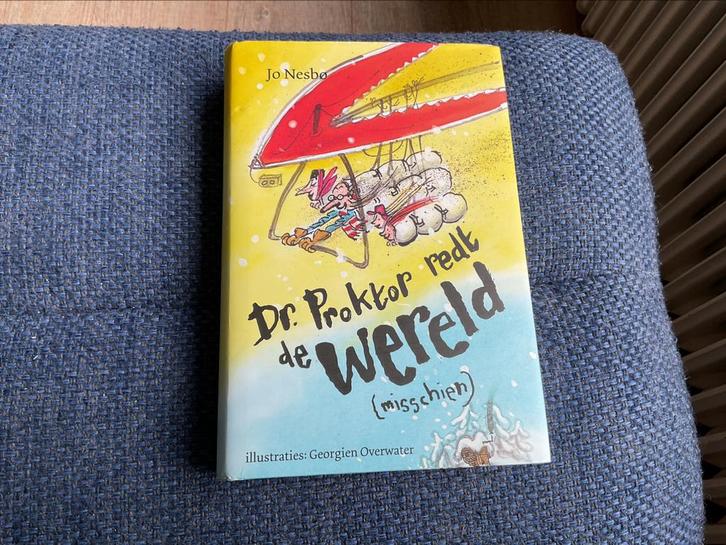 Jo Nesbø
Dr. Proktor redt
de wereld
(misschien)
illustraties: Georgien Overwater